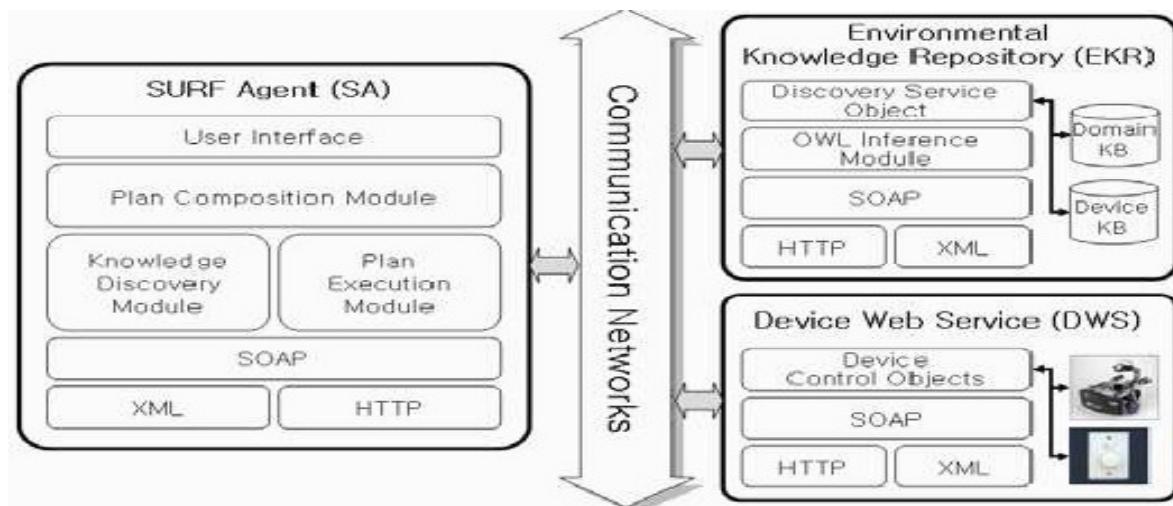 SURF Agent (SA)
User Interface
Plan Composition Module
Knowledge
Discovery
Module
Plan
Execution
Module
SOAP
XML
HTTP
Communication Networks
Environmental
Knowledge Repository (EKR)
Discovery Service
Object
OWL Inference
Module
SOAP
HTTP
XML
Domain
KB
Device
KB
Device Web Service (DWS)
Device
Control Objects
SOAP
HTTP
XML